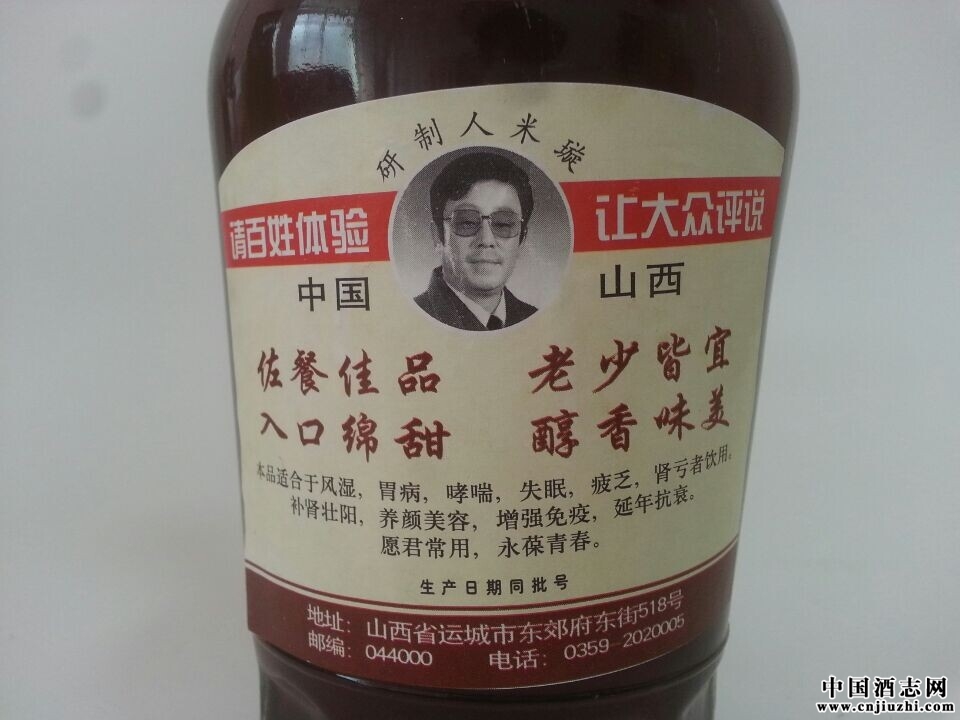 研制人米璇
请百姓体验 让大众评说
中国 山西
佐餐佳品 老少皆宜
入口绵甜 醇香味美
本品适合于风湿，胃病，哮喘，失眠，疲乏，肾亏者饮用。
补肾壮阳，养颜美容，增强免疫，延年抗衰。
愿君常用，永葆青春。
生产日期同批号
地址：山西省运城市东郊府东街518号
邮编：044000 电话：0359-2020005
中国酒志网
www.cnjiuzhi.com